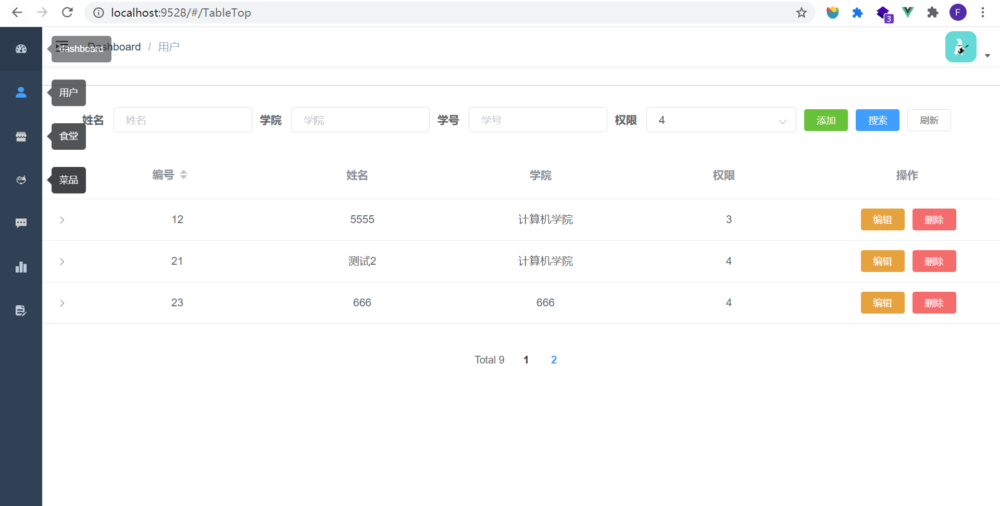 localhost:9528/#/TableTop
3
F
dashboard
Dashboard / 用户
用户
姓名 姓名 学院 学院 学号 学号 权限 4 添加 搜索 刷新
食堂
编号 姓名 学院 权限 操作
菜品
12 5555 计算机学院 3 编辑 删除
21 测试2 计算机学院 4 编辑 删除
23 666 666 4 编辑 删除
Total 9 1 2